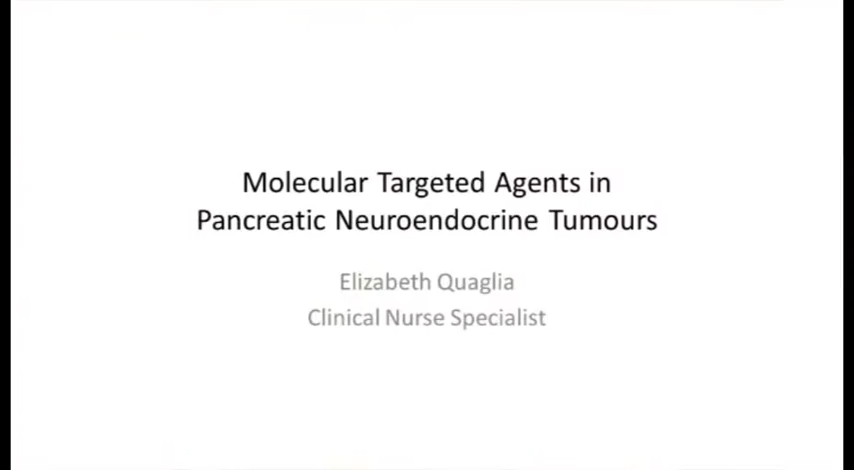 Molecular Targeted Agents in
Pancreatic Neuroendocrine Tumours
Elizabeth Quaglia
Clinical Nurse Specialist